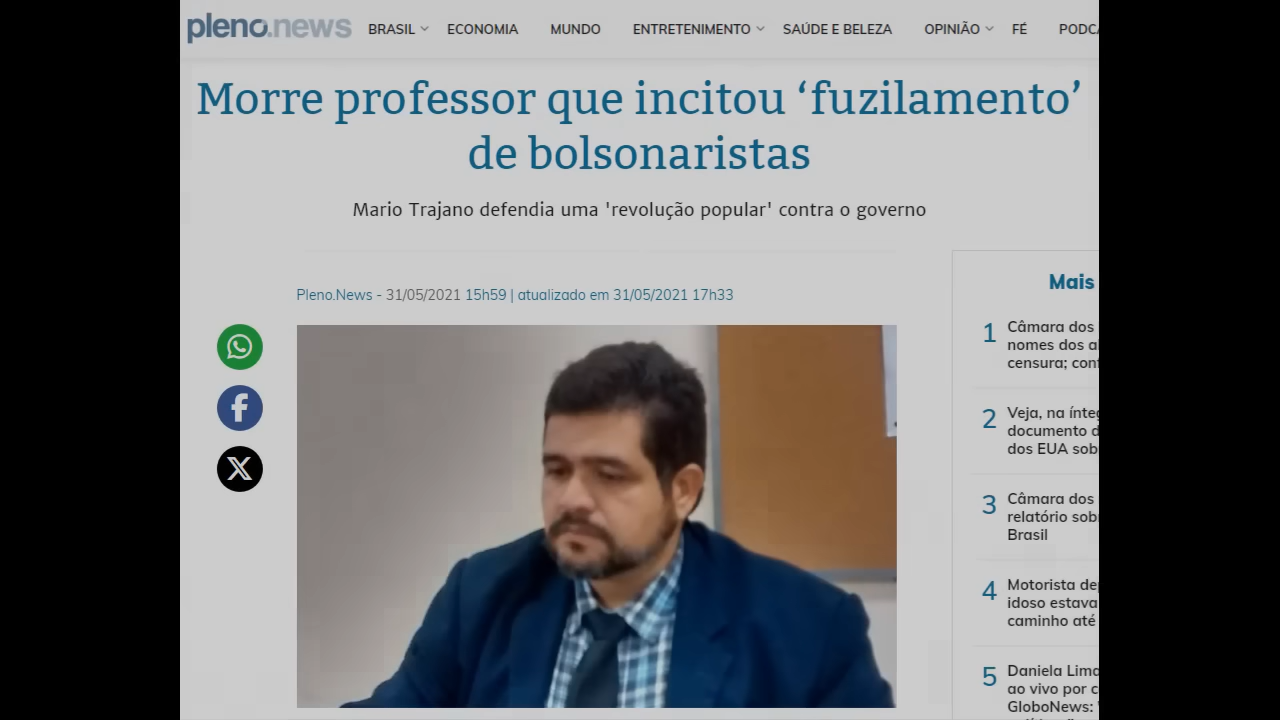 pleno.news BRASIL ECONOMIA MUNDO ENTRETENIMENTO SAÚDE E BELEZA OPINIÃO FÉ
Morre professor que incitou ‘fuzilamento’
de bolsonaristas
Mario Trajano defendia uma 'revolução popular' contra o governo
Pleno.News - 31/05/2021 15h59 | atualizado em 31/05/2021 17h33
Mais
1 Câmara dos
nomes dos
censura;
2 Veja, na
documento
dos EUA
3 Câmara dos
relatório
Brasil
4 Motorista
idoso estava
caminho até
5 Daniela
ao vivo por
GloboNews: